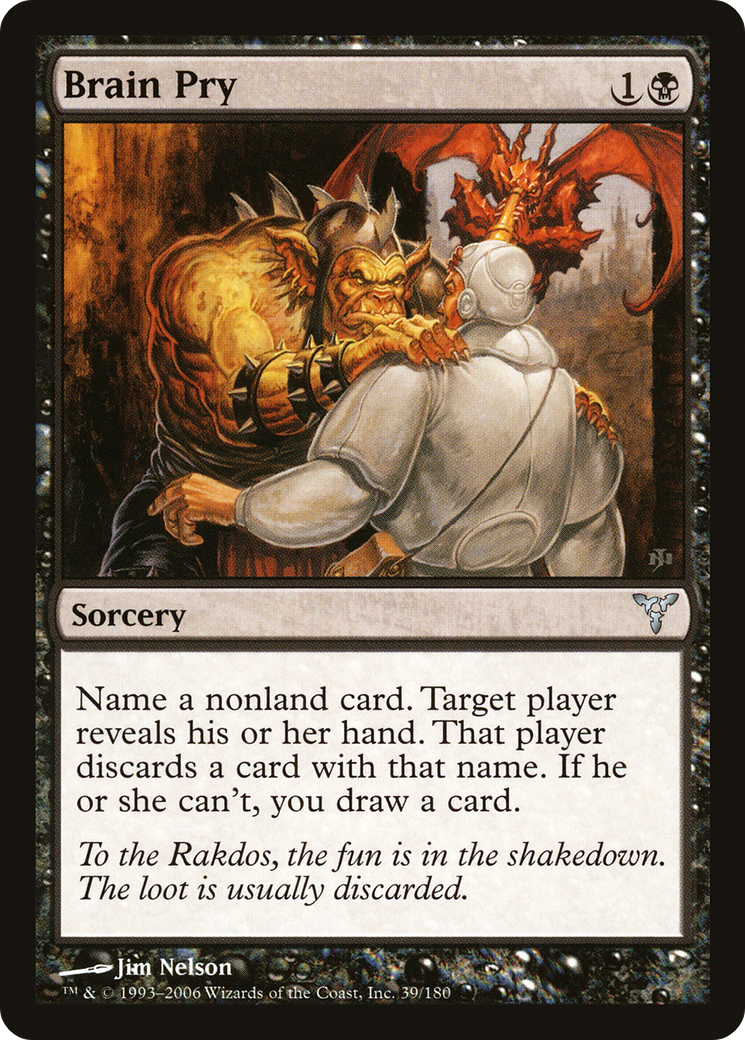 Brain Pry
1
Sorcery
Name a nonland card. Target player
reveals his or her hand. That player
discards a card with that name. If he
or she can't, you draw a card.
To the Rakdos, the fun is in the shakedown.
The loot is usually discarded.
Jim Nelson
™ & © 1993–2006 Wizards of the Coast, Inc. 39/180